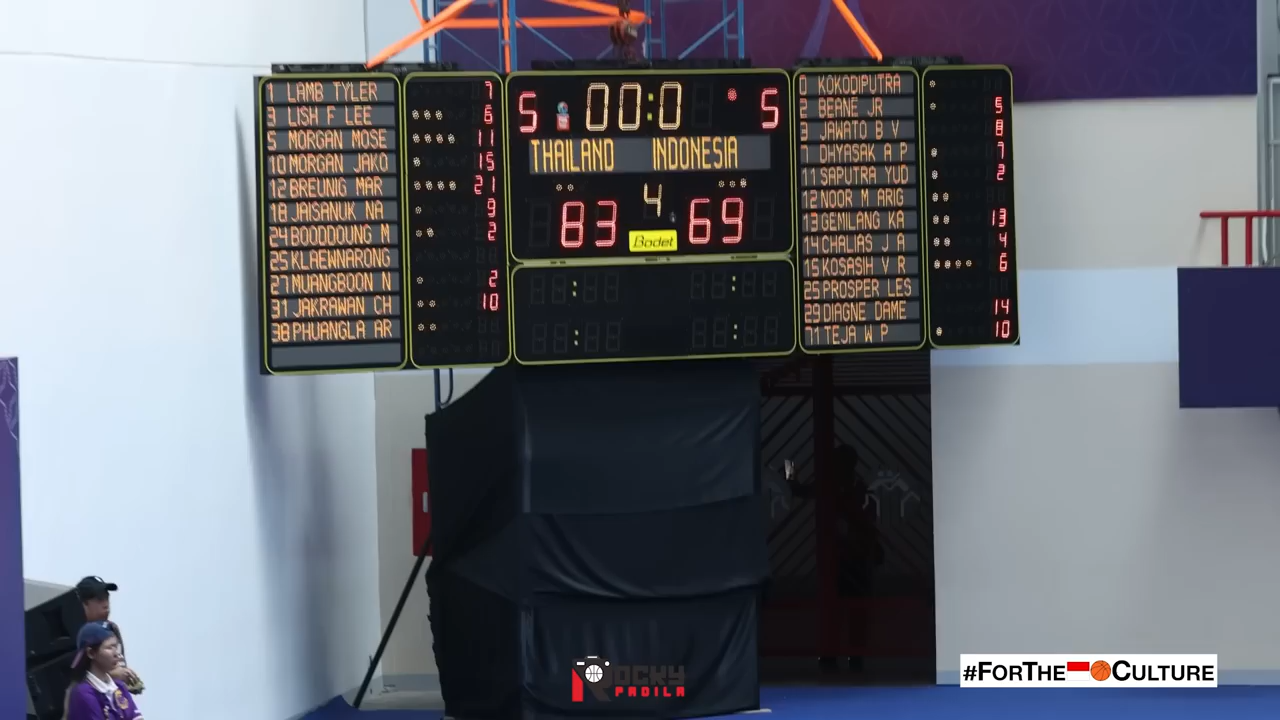 1 LAMB TYLER 7
3 LISH F LEE 6
5 MORGAN MOSE 11
10 MORGAN JAKO 15
12 BREUNIG MAR 21
18 JAISANUK NA 9
24 BOODDOUNG M 2
25 KLAEWNARONG
27 MUANGBOON N 2
31 JAKRAWAN CH 10
38 PHUANGLA AR
5 00:0 5
THAILAND INDONESIA
4
83 69
Bodet
0 KOKODIPUTRA
2 BEANE JR 5
3 JAWATO B V 8
7 DHYASAK A P 7
11 SAPUTRA YUD 2
12 NOOR M ARIG
13 GEMILANG KA 13
14 CHALIAS J A 4
15 KOSASIH V R 6
25 PROSPER LES
29 DIAGNE DAME 14
71 TEJA W P 10
ROCKY
PADILA
#FORTHE CULTURE